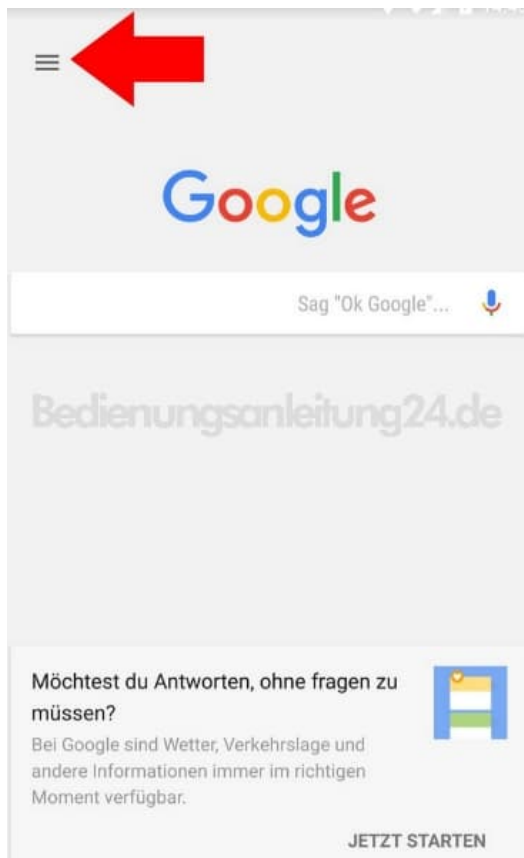 Google
Sag "Ok Google"...
Bedienungsanleitung24.de
Möchtest du Antworten, ohne fragen zu
müssen?
Bei Google sind Wetter, Verkehrslage und
andere Informationen immer im richtigen
Moment verfügbar.
JETZT STARTEN